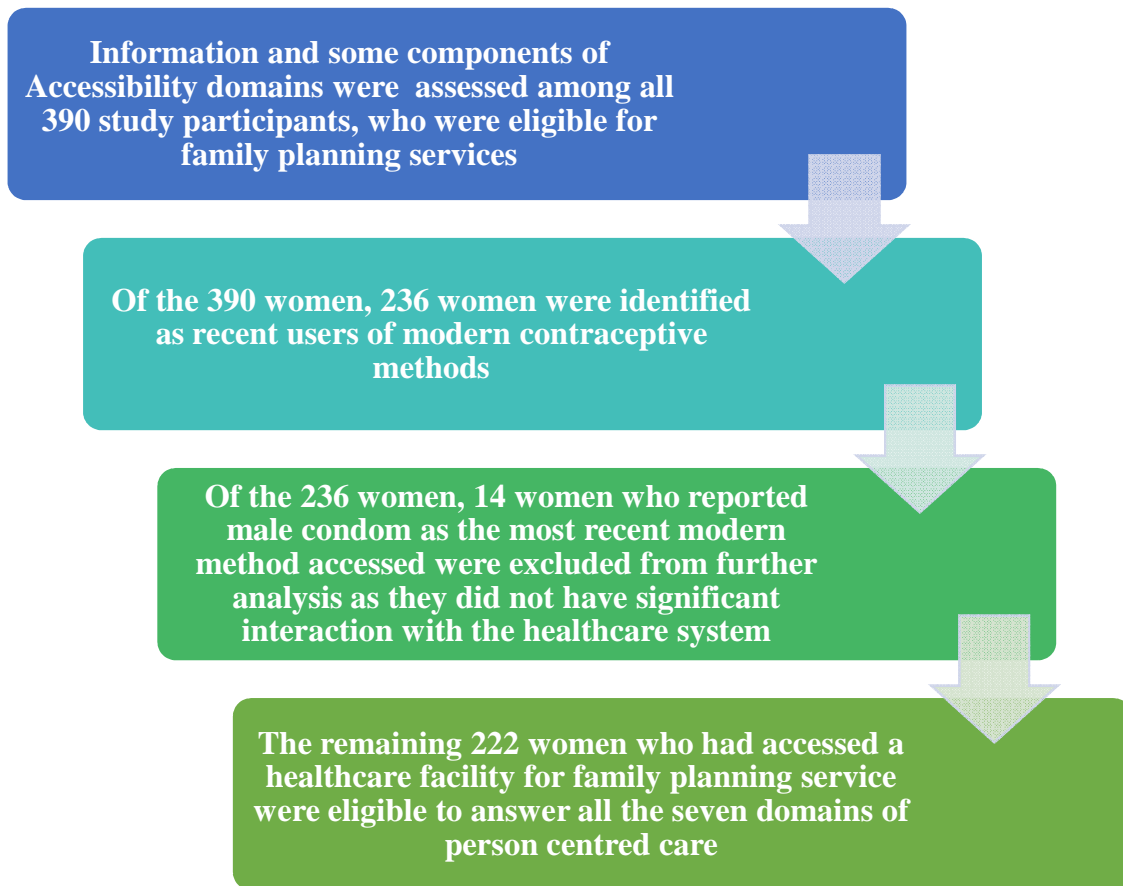 Information and some components of
Accessibility domains were assessed among all
390 study participants, who were eligible for
family planning services
Of the 390 women, 236 women were identified
as recent users of modern contraceptive
methods
Of the 236 women, 14 women who reported
male condom as the most recent modern
method accessed were excluded from further
analysis as they did not have significant
interaction with the healthcare system
The remaining 222 women who had accessed a
healthcare facility for family planning service
were eligible to answer all the seven domains of
person centred care